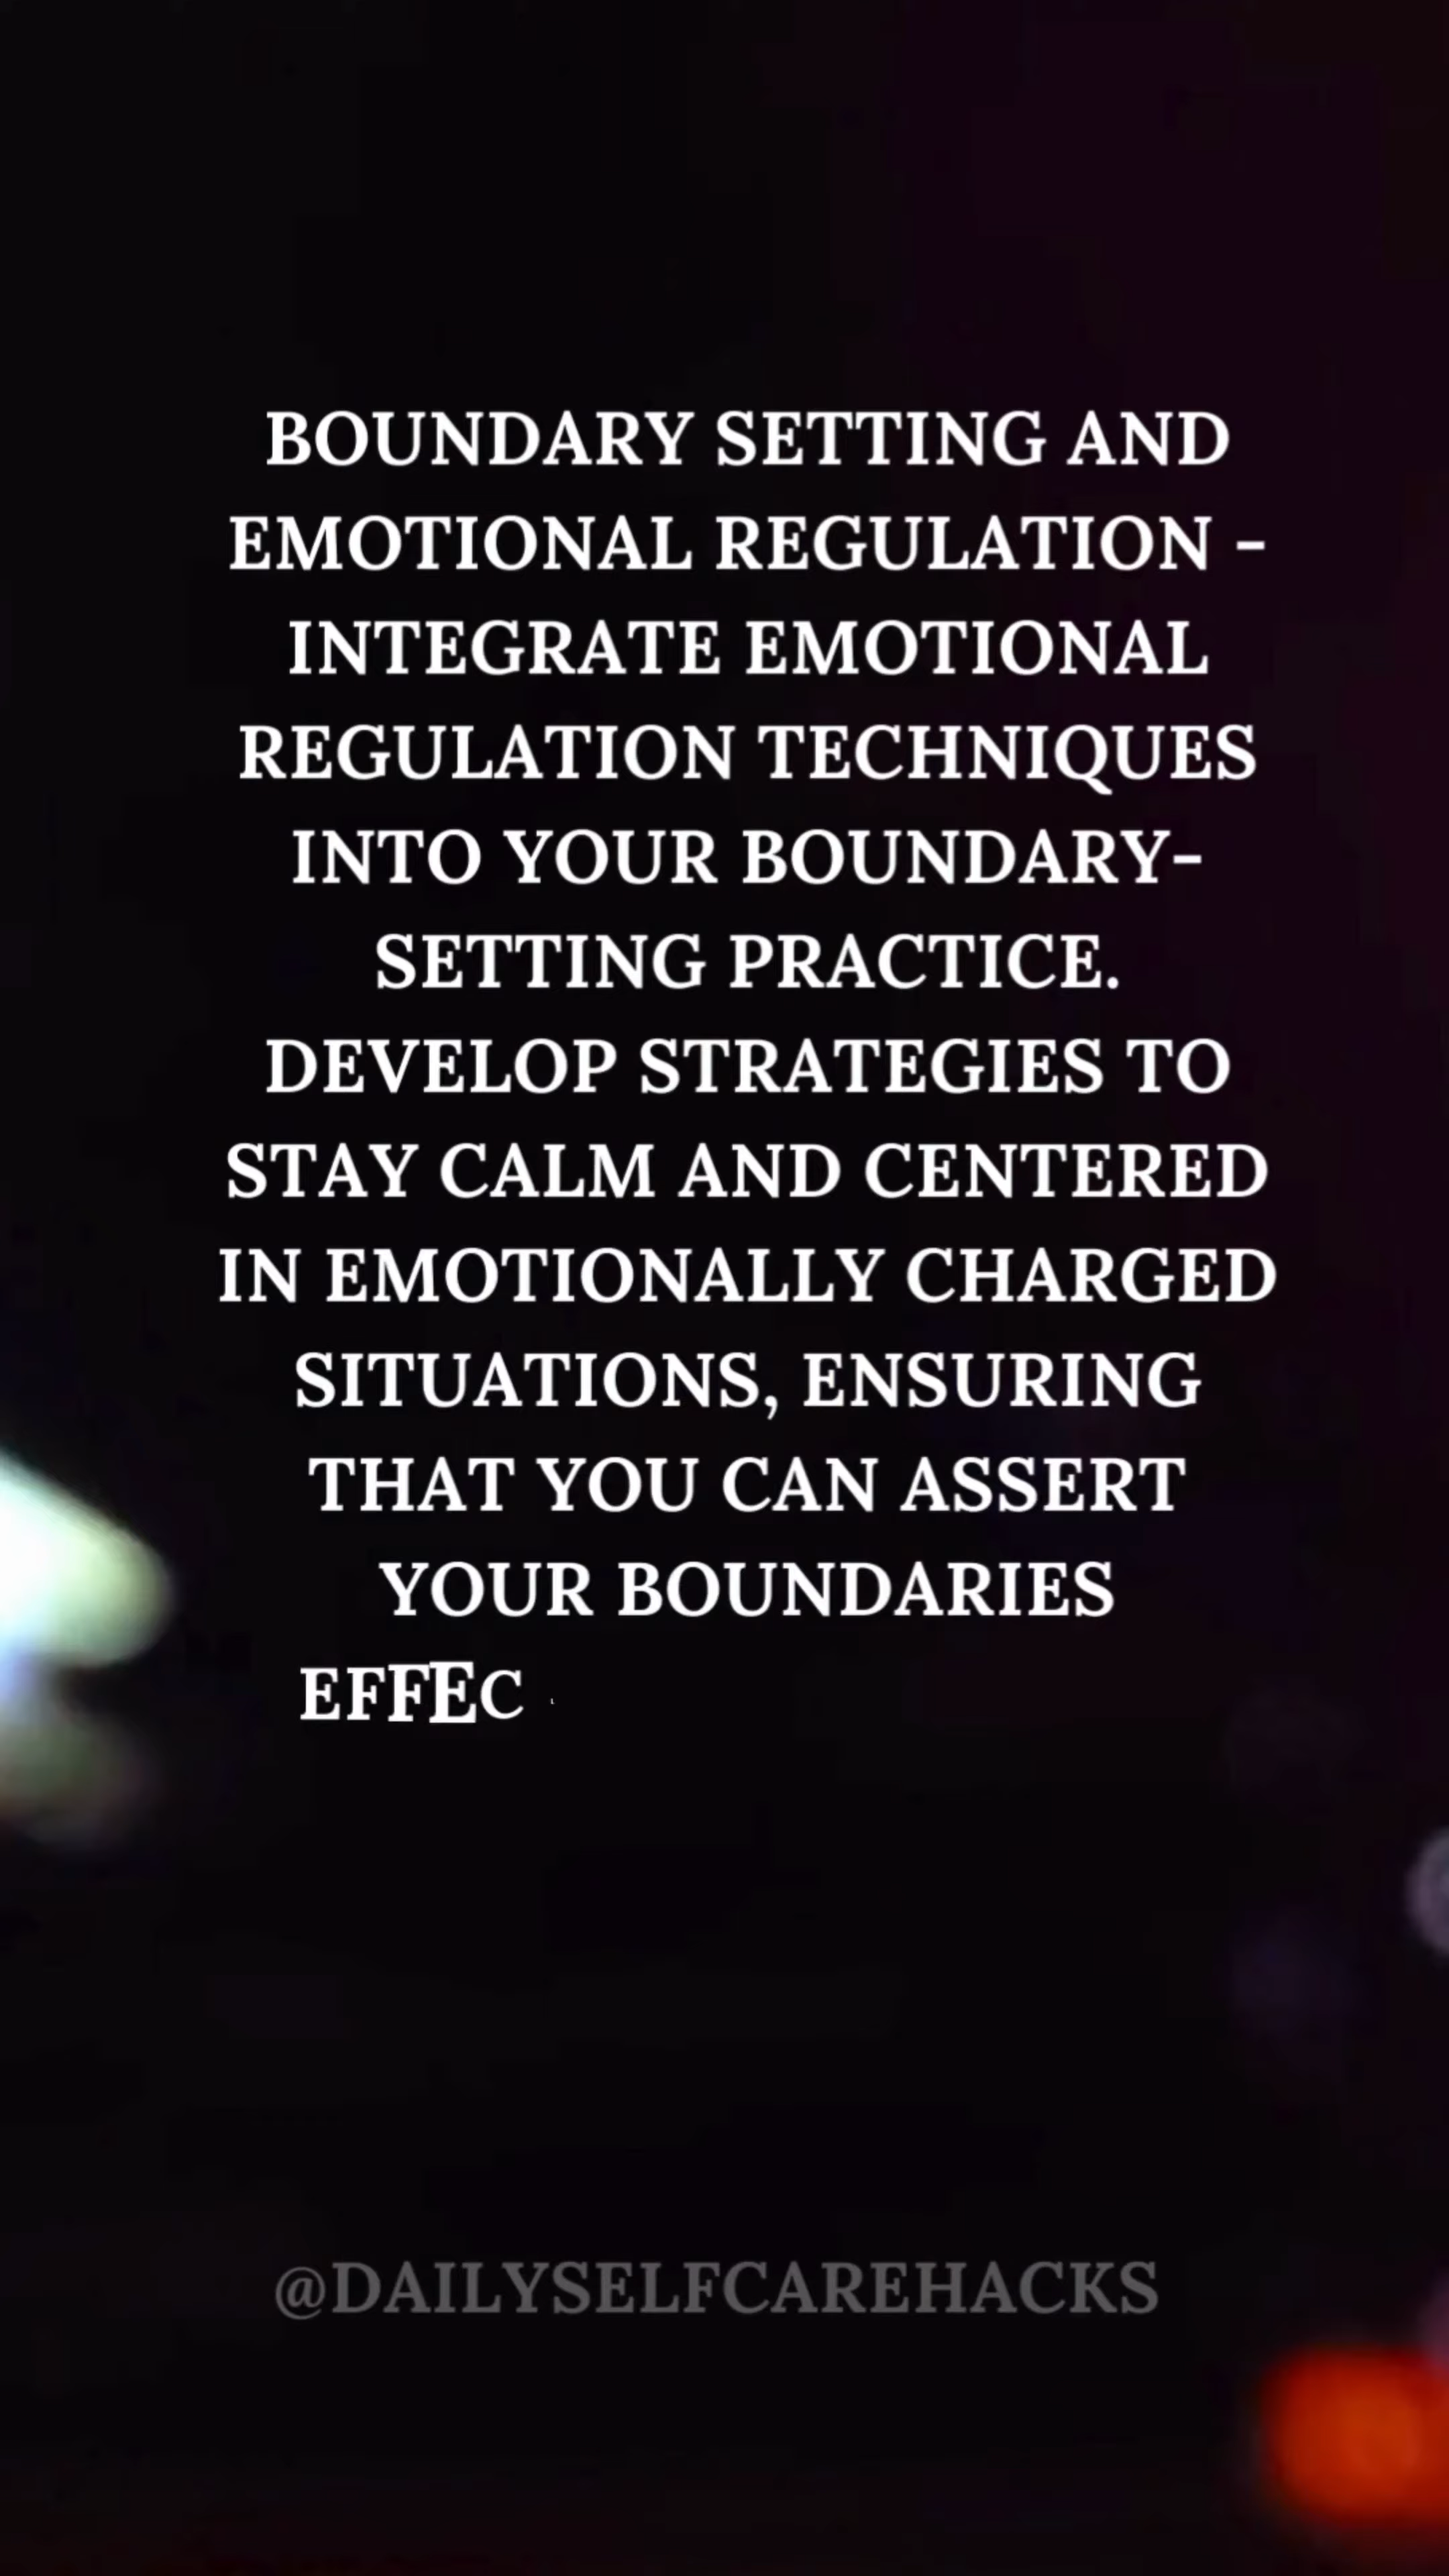 BOUNDARY SETTING AND
EMOTIONAL REGULATION -
INTEGRATE EMOTIONAL
REGULATION TECHNIQUES
INTO YOUR BOUNDARY-
SETTING PRACTICE.
DEVELOP STRATEGIES TO
STAY CALM AND CENTERED
IN EMOTIONALLY CHARGED
SITUATIONS, ENSURING
THAT YOU CAN ASSERT
YOUR BOUNDARIES
EFFEC
@DAILYSELFCAREHACKS